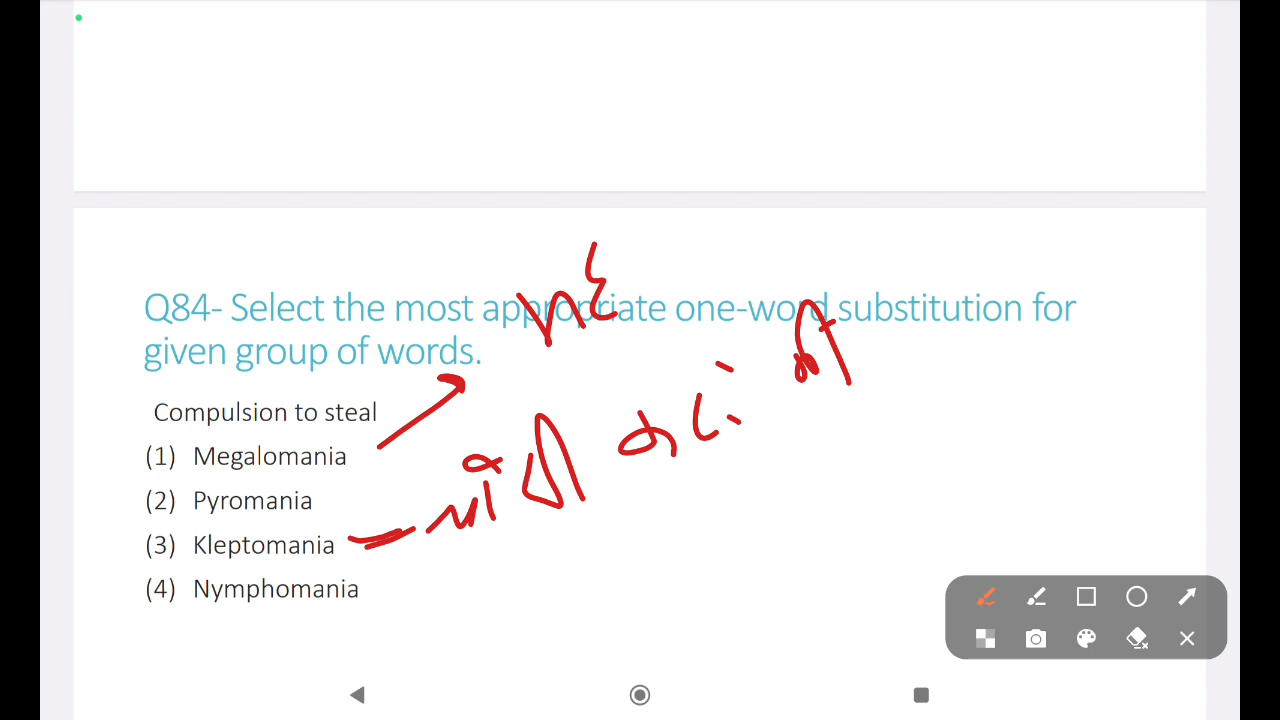 Q84- Select the most appropriate one-word substitution for
given group of words.
Compulsion to steal
(1) Megalomania
(2) Pyromania
(3) Kleptomania
(4) Nymphomania